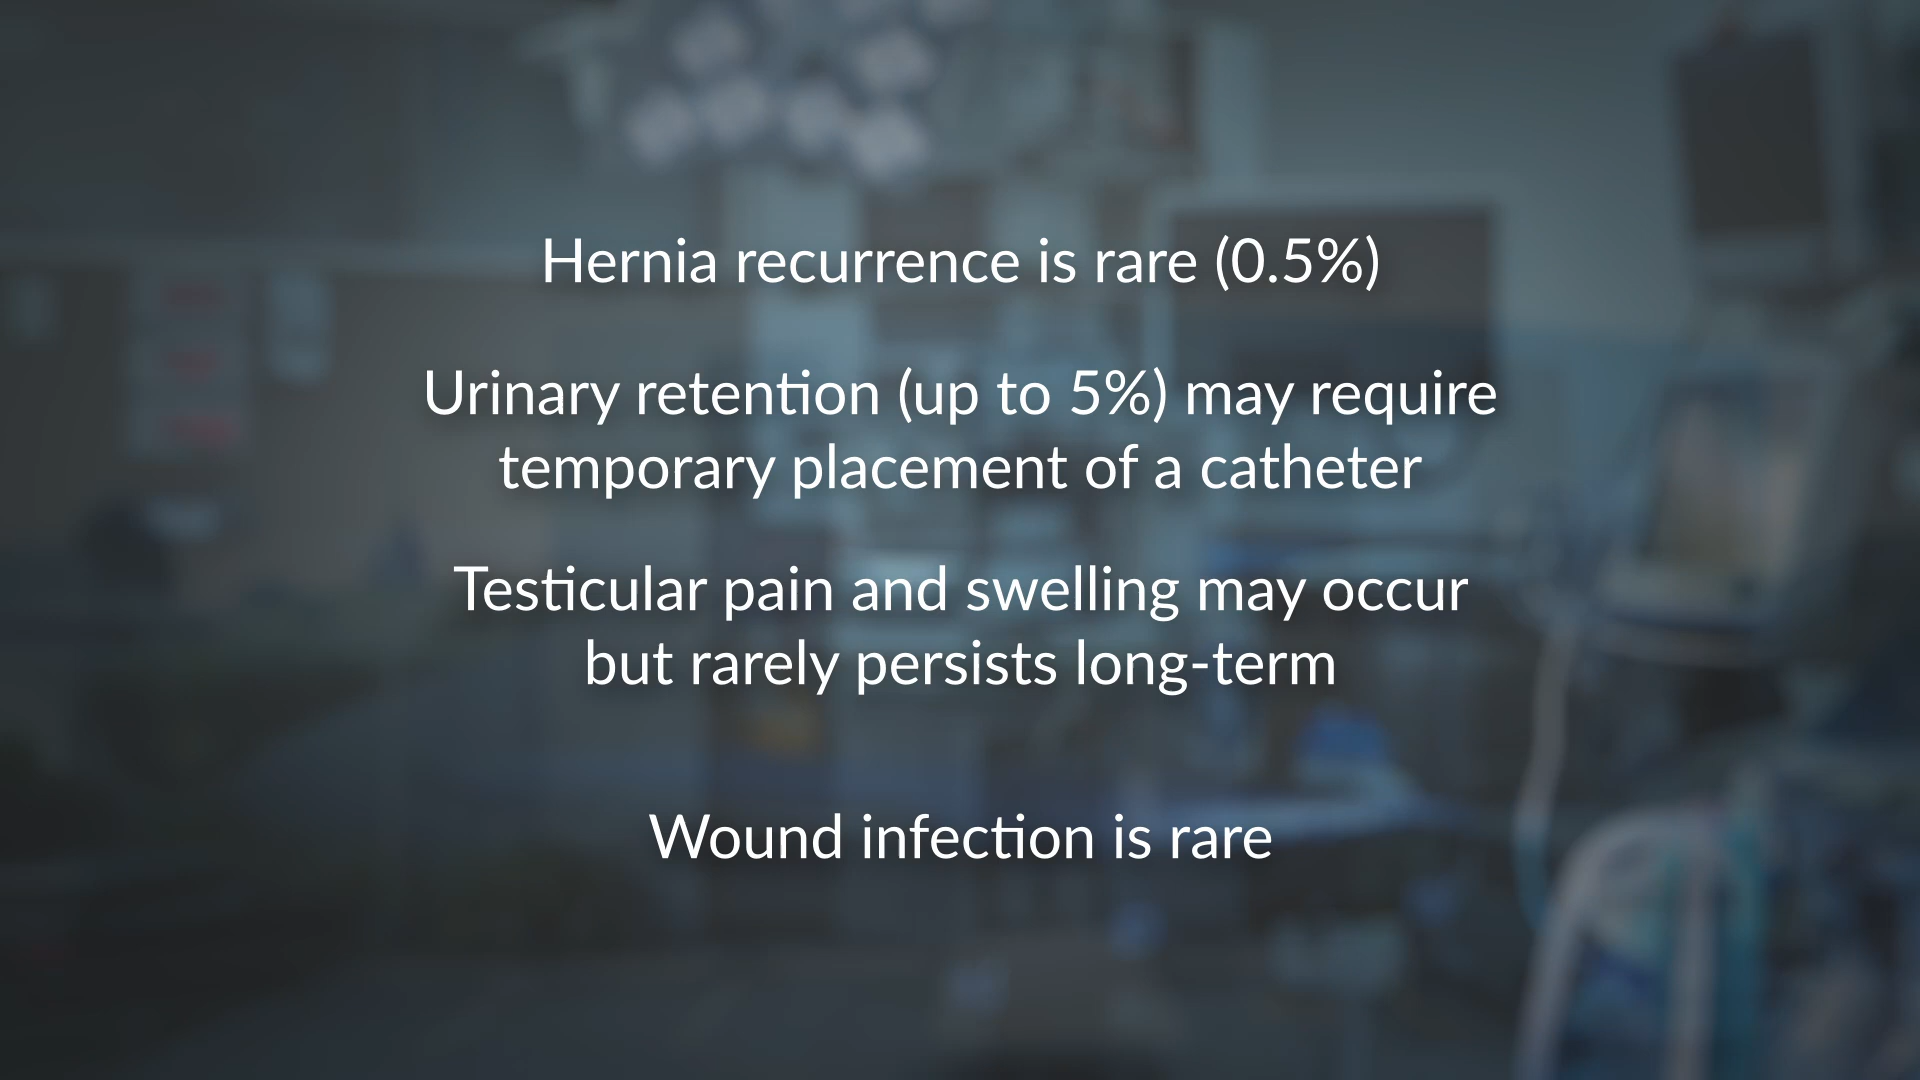 Hernia recurrence is rare (0.5%)
Urinary retention (up to 5%) may require
temporary placement of a catheter
Testicular pain and swelling may occur
but rarely persists long-term
Wound infection is rare